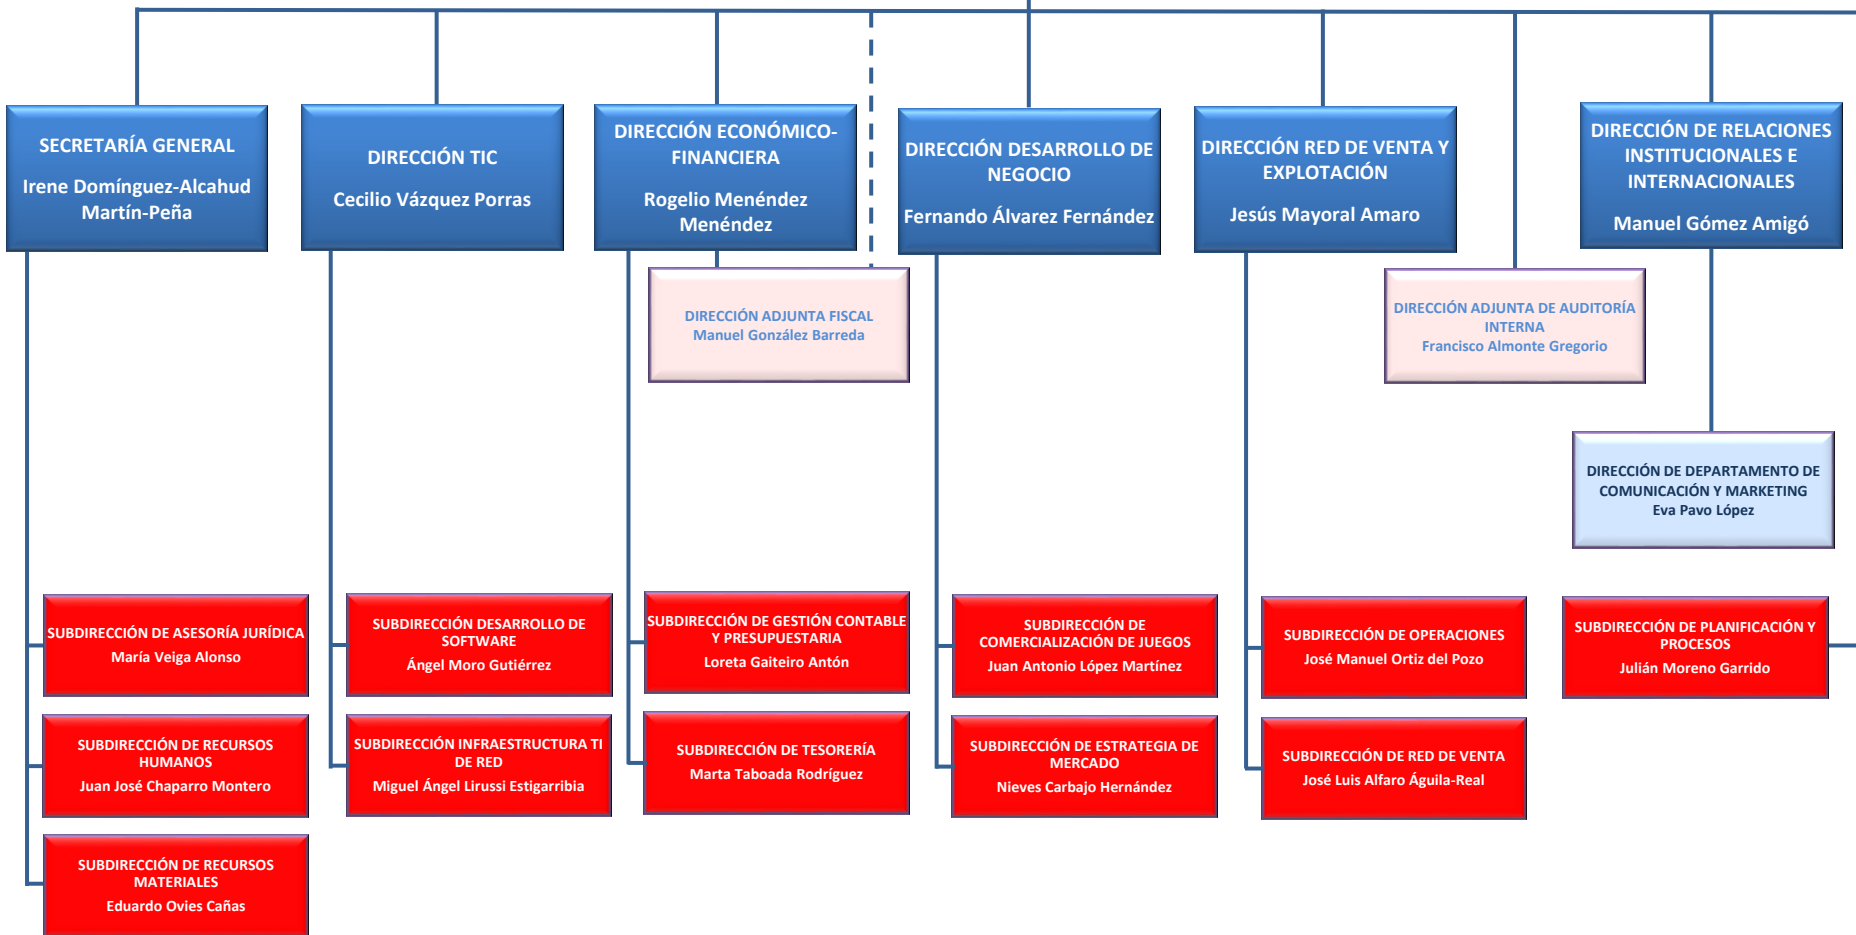 SECRETARÍA GENERAL
Irene Domínguez-Alcahud
Martín-Peña
DIRECCIÓN TIC
Cecilio Vázquez Porras
DIRECCIÓN ECONÓMICO-
FINANCIERA
Rogelio Menéndez
Menéndez
DIRECCIÓN DESARROLLO DE
NEGOCIO
Fernando Álvarez Fernández
DIRECCIÓN RED DE VENTA Y
EXPLOTACIÓN
Jesús Mayoral Amaro
DIRECCIÓN DE RELACIONES
INSTITUCIONALES E
INTERNACIONALES
Manuel Gómez Amigó
DIRECCIÓN ADJUNTA FISCAL
Manuel González Barreda
DIRECCIÓN ADJUNTA DE AUDITORÍA
INTERNA
Francisco Almonte Gregorio
DIRECCIÓN DE DEPARTAMENTO DE
COMUNICACIÓN Y MARKETING
Eva Pavo López
SUBDIRECCIÓN DE ASESORÍA JURÍDICA
María Veiga Alonso
SUBDIRECCIÓN DESARROLLO DE
SOFTWARE
Ángel Moro Gutiérrez
SUBDIRECCIÓN DE GESTIÓN CONTABLE
Y PRESUPUESTARIA
Loreta Gaiteiro Antón
SUBDIRECCIÓN DE
COMERCIALIZACIÓN DE JUEGOS
Juan Antonio López Martínez
SUBDIRECCIÓN DE OPERACIONES
José Manuel Ortiz del Pozo
SUBDIRECCIÓN DE PLANIFICACIÓN Y
PROCESOS
Julián Moreno Garrido
SUBDIRECCIÓN DE RECURSOS
HUMANOS
Juan José Chaparro Montero
SUBDIRECCIÓN INFRAESTRUCTURA TI
DE RED
Miguel Ángel Lirussi Estigarribia
SUBDIRECCIÓN DE TESORERÍA
Marta Taboada Rodríguez
SUBDIRECCIÓN DE ESTRATEGIA DE
MERCADO
Nieves Carbajo Hernández
SUBDIRECCIÓN DE RED DE VENTA
José Luis Alfaro Águila-Real
SUBDIRECCIÓN DE RECURSOS
MATERIALES
Eduardo Ovies Cañas